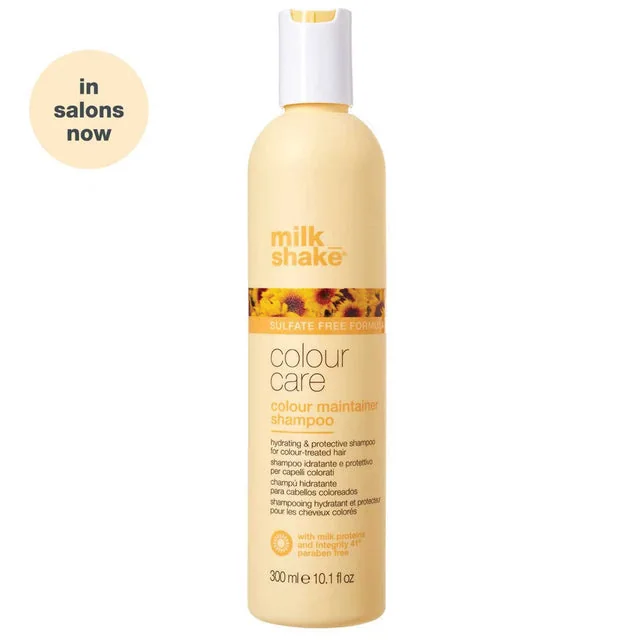 in
salons
now
milk_
shake®
SULFATE FREE FORMULA
colour
care
colour maintainer
shampoo
hydrating & protective shampoo
for colour-treated hair
shampoo idratante e protettivo
per capelli colorati
champú hidratante
para cabellos coloreados
shampooing hydratant et protecteur
pour les cheveux colorés
with milk proteins
and Integrity 41®
paraben free
300 ml e 10.1 fl oz